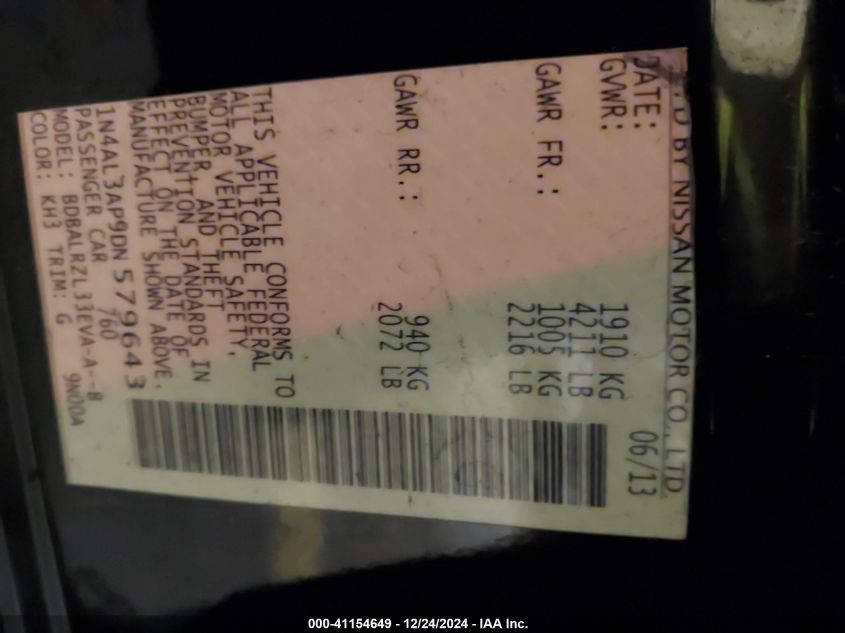 BY NISSAN MOTOR CO., LTD.
DATE: 06/13
GVWR: 1910 KG
4211 LB
GAWR FR.: 1005 KG
2216 LB
GAWR RR.: 940 KG
2072 LB
THIS VEHICLE CONFORMS TO
ALL APPLICABLE FEDERAL
MOTOR VEHICLE SAFETY,
BUMPER, AND THEFT
PREVENTION STANDARDS IN
EFFECT ON THE DATE OF
MANUFACTURE SHOWN ABOVE.
1N4AL3AP9DN579643
PASSENGER CAR 760
MODEL: BDBALRZL33EVA-A--B 9N00A
COLOR: KH3 TRIM: G
000-41154649 - 12/24/2024 - IAA Inc.